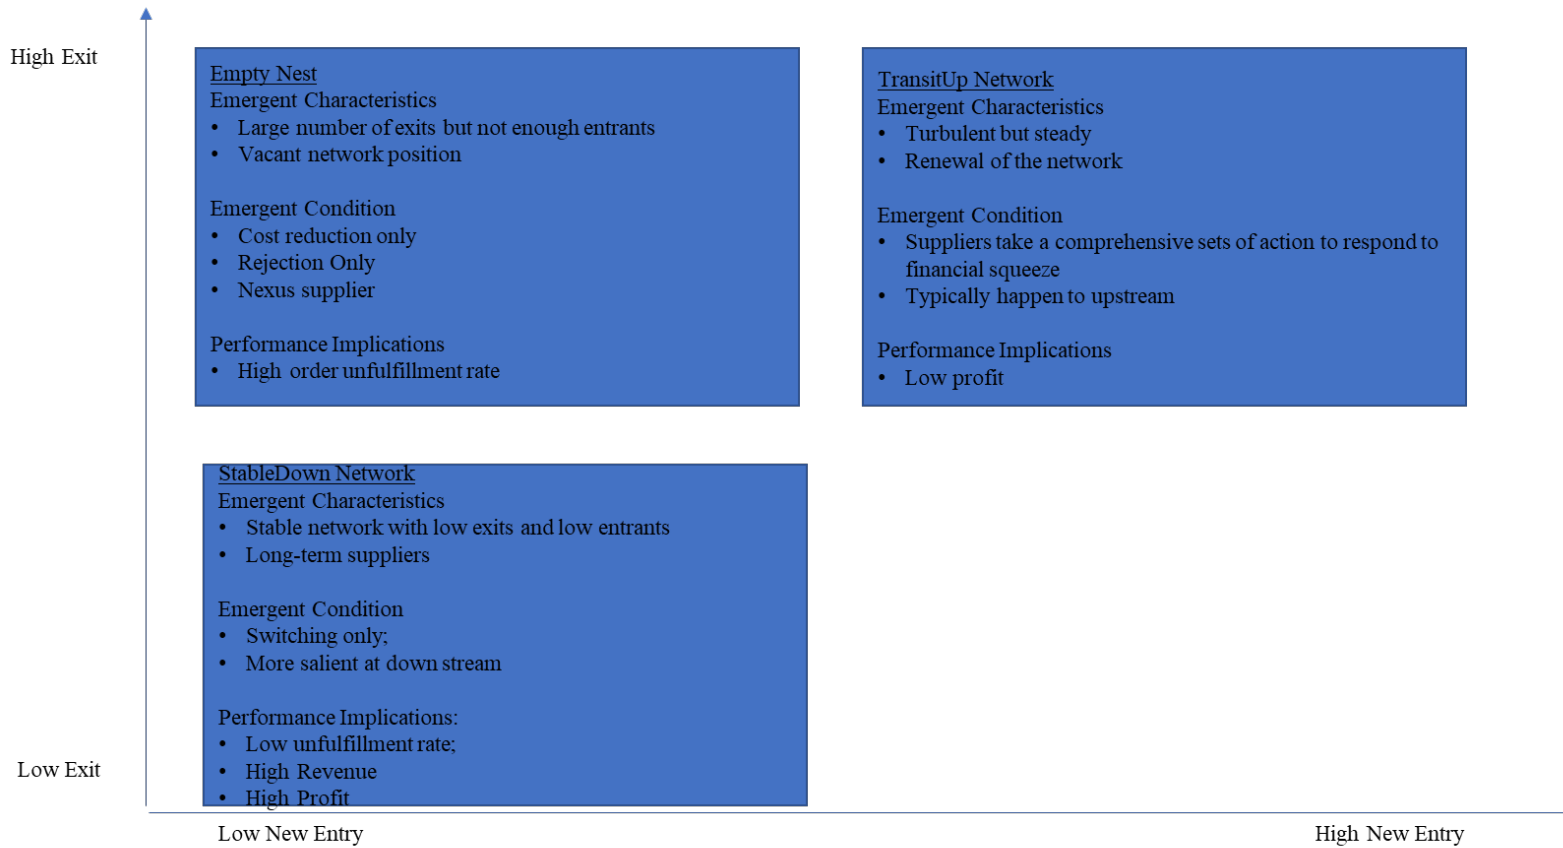 High Exit
Empty Nest
Emergent Characteristics
• Large number of exits but not enough entrants
• Vacant network position
Emergent Condition
• Cost reduction only
• Rejection Only
• Nexus supplier
Performance Implications
• High order unfulfillment rate
TransitUp Network
Emergent Characteristics
• Turbulent but steady
• Renewal of the network
Emergent Condition
• Suppliers take a comprehensive sets of action to respond to
financial squeeze
• Typically happen to upstream
Performance Implications
• Low profit
StableDown Network
Emergent Characteristics
• Stable network with low exits and low entrants
• Long-term suppliers
Emergent Condition
• Switching only;
• More salient at down stream
Performance Implications:
• Low unfulfillment rate;
• High Revenue
• High Profit
Low Exit
Low New Entry
High New Entry